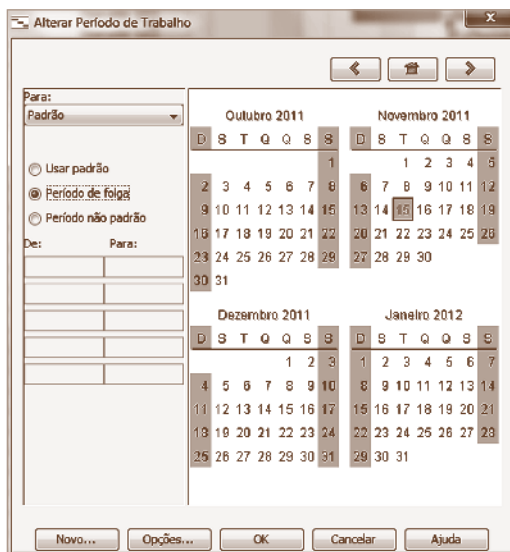 Alterar Período de Trabalho
x
Para:
Padrão
Usar padrão
Período de folga
Período não padrão
De: Para:
Outubro 2011
D S T Q Q S S
1
2 3 4 5 6 7 8
9 10 11 12 13 14 15
16 17 18 19 20 21 22
23 24 25 26 27 28 29
30 31
Novembro 2011
D S T Q Q S S
1 2 3 4 5
6 7 8 9 10 11 12
13 14 15 16 17 18 19
20 21 22 23 24 25 26
27 28 29 30
Dezembro 2011
D S T Q Q S S
1 2 3
4 5 6 7 8 9 10
11 12 13 14 15 16 17
18 19 20 21 22 23 24
25 26 27 28 29 30 31
Janeiro 2012
D S T Q Q S S
1 2 3 4 5 6 7
8 9 10 11 12 13 14
15 16 17 18 19 20 21
22 23 24 25 26 27 28
29 30 31
Novo... Opções... OK Cancelar Ajuda